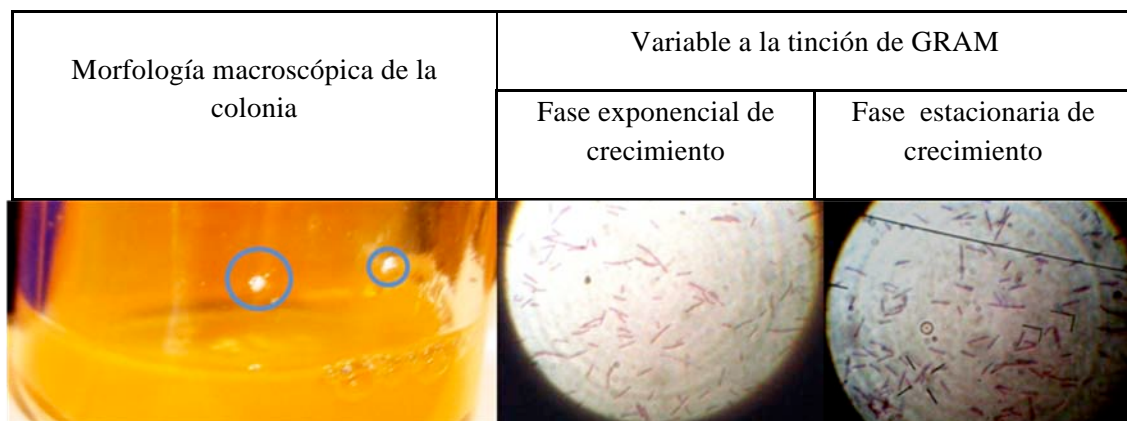 Morfología macroscópica de la
colonia
Variable a la tinción de GRAM
Fase exponencial de
crecimiento
Fase estacionaria de
crecimiento